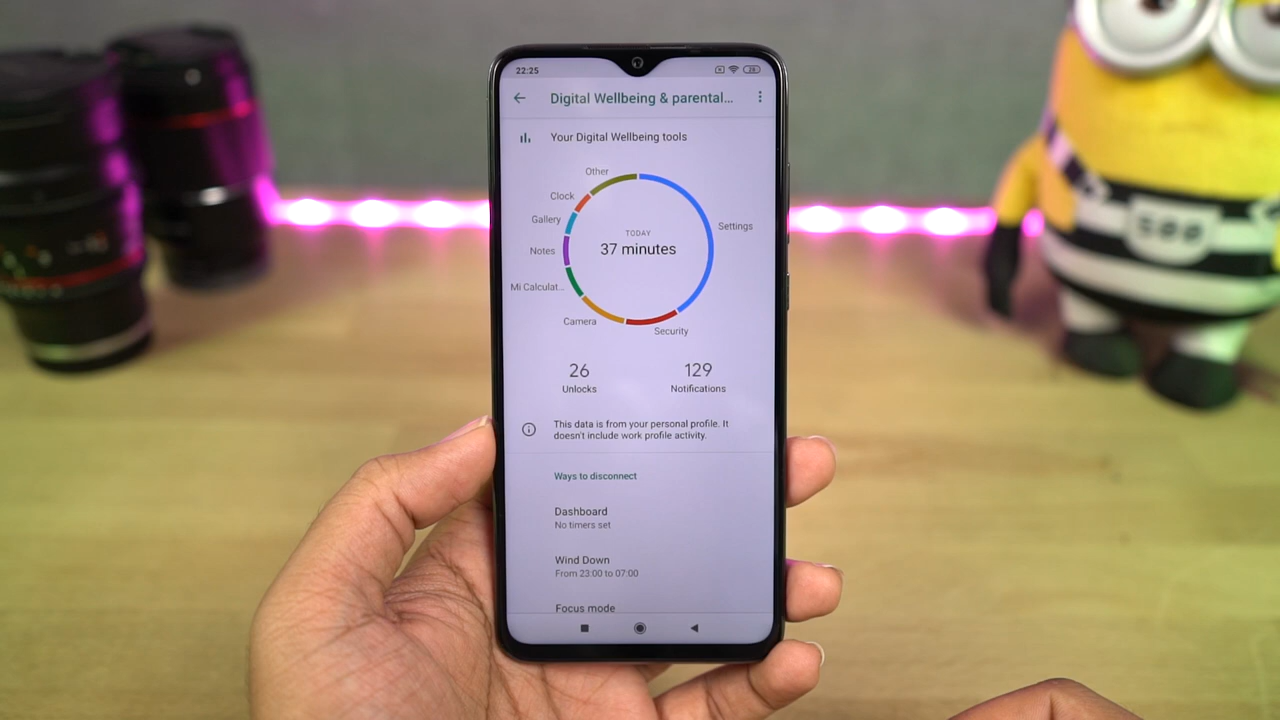 22:25
28
Digital Wellbeing & parental...
Your Digital Wellbeing tools
Other
Clock
Gallery
Settings
Notes
Mi Calculat...
Camera
Security
TODAY
37 minutes
26
Unlocks
129
Notifications
This data is from your personal profile. It
doesn't include work profile activity.
Ways to disconnect
Dashboard
No timers set
Wind Down
From 23:00 to 07:00
Focus mode